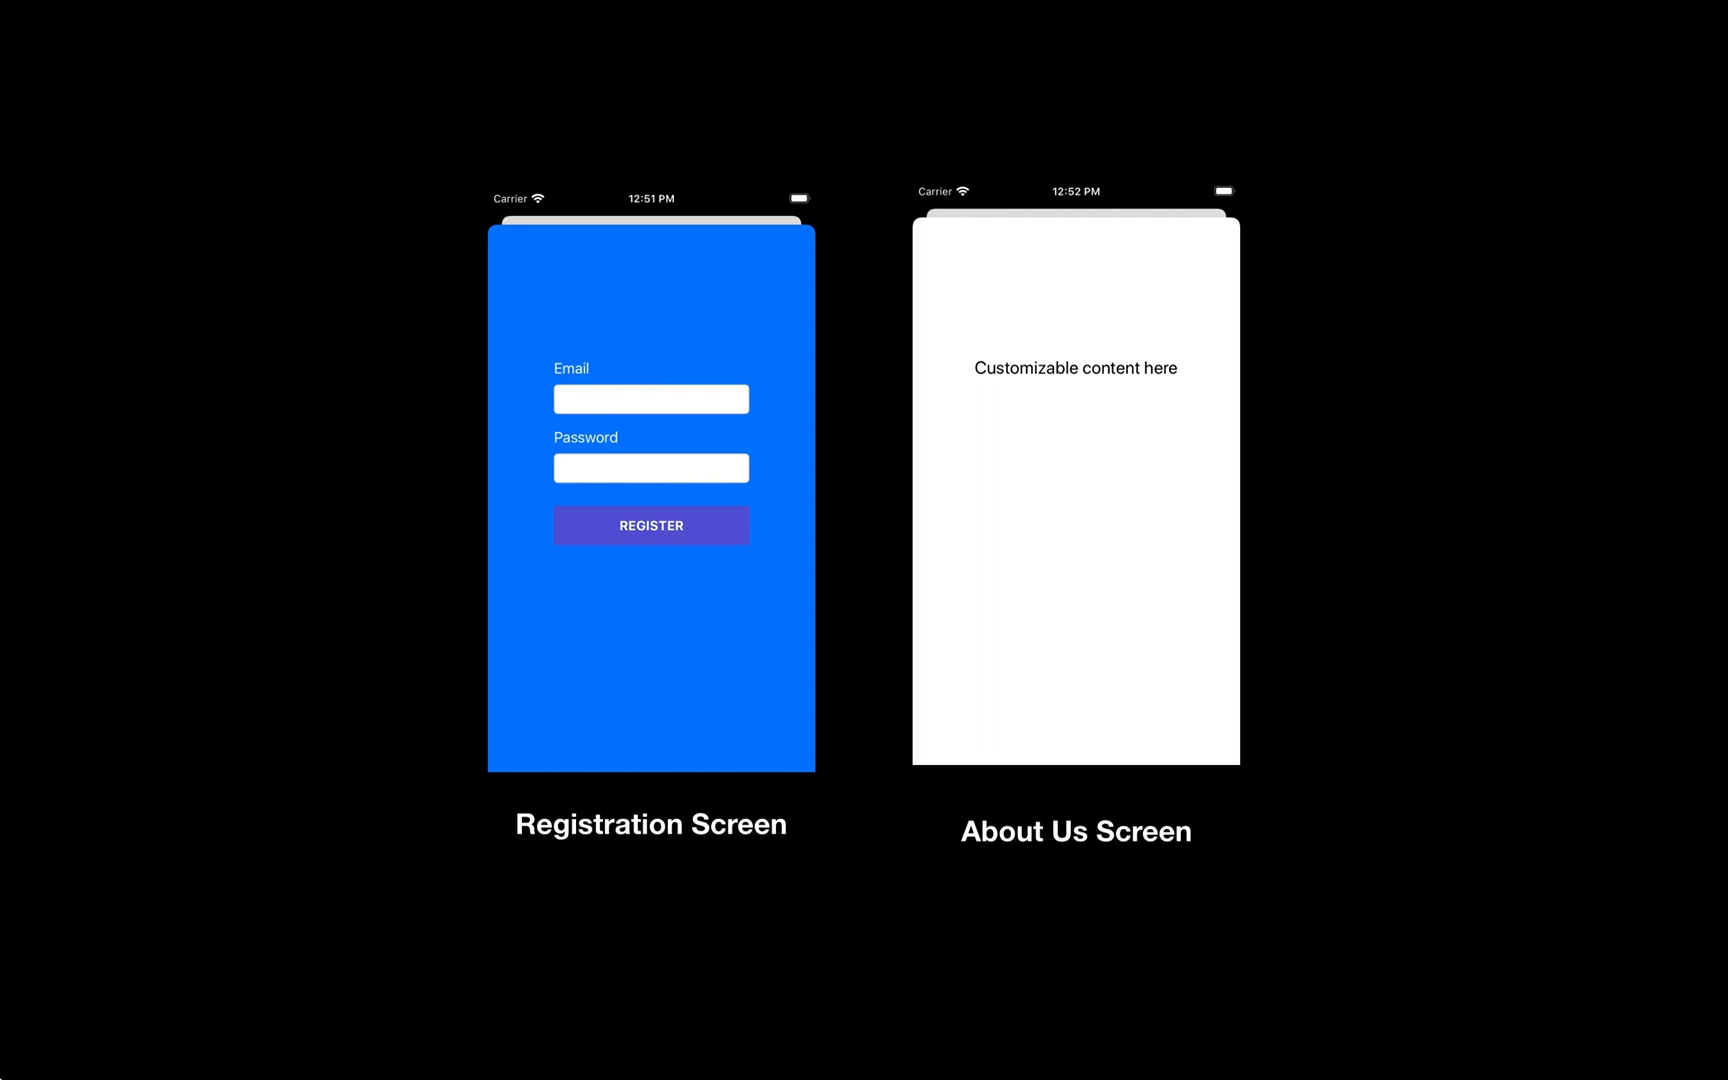 Carrier 12:51 PM
Email
Password
REGISTER
Registration Screen
Carrier 12:52 PM
Customizable content here
About Us Screen